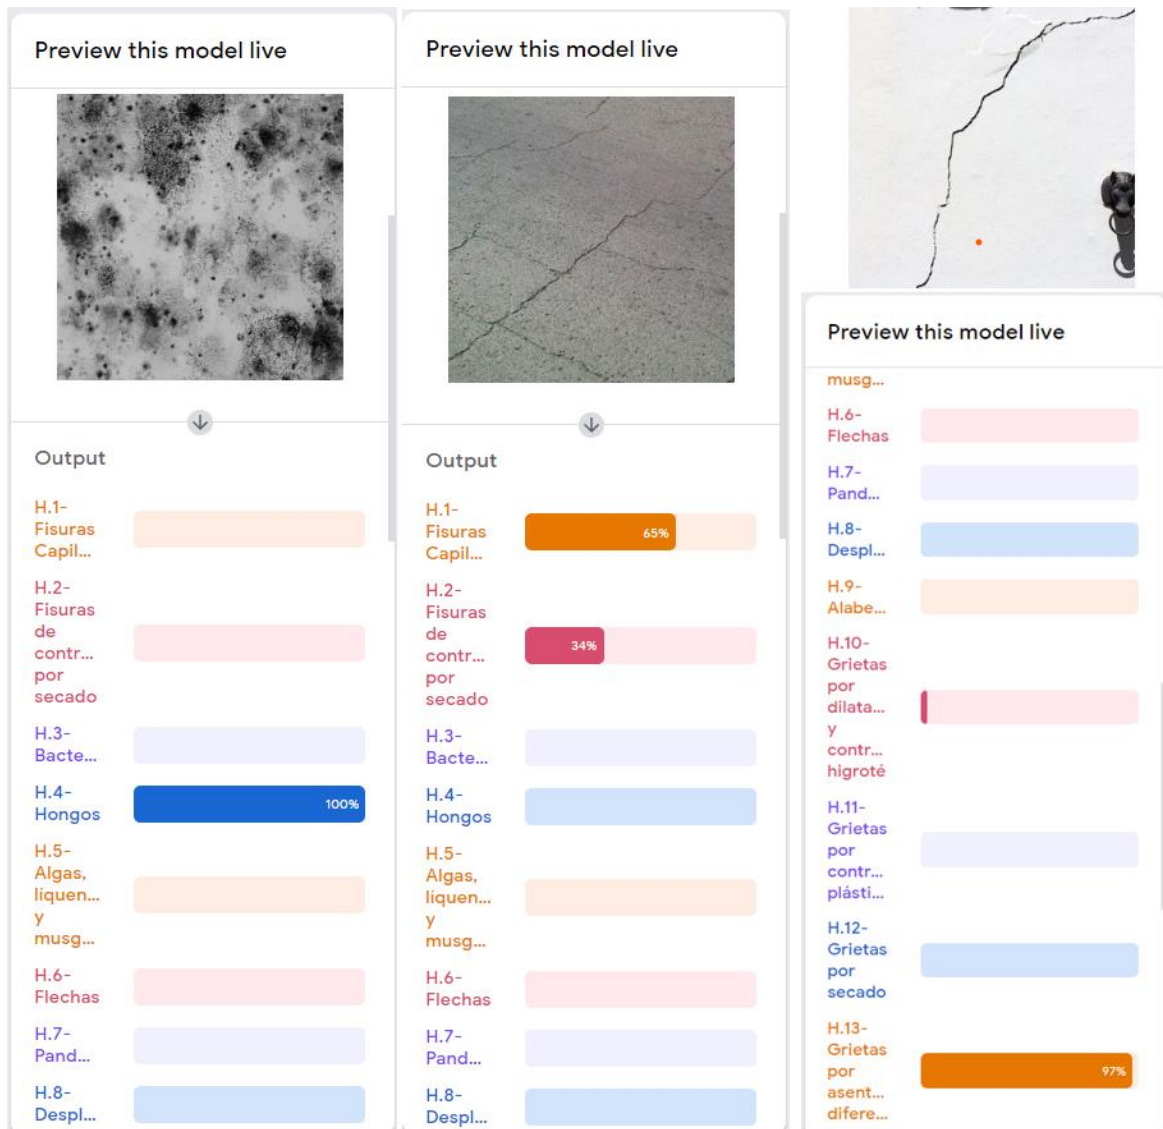 Preview this model live
Output
H.1-
Fisuras
Capil...
H.2-
Fisuras
de
contr...
por
secado
H.3-
Bacte...
H.4-
Hongos
100%
H.5-
Algas,
líquen...
y
musg...
H.6-
Flechas
H.7-
Pand...
H.8-
Despl...
Preview this model live
Output
H.1-
Fisuras
Capil...
65%
H.2-
Fisuras
de
contr...
por
secado
34%
H.3-
Bacte...
H.4-
Hongos
H.5-
Algas,
líquen...
y
musg...
H.6-
Flechas
H.7-
Pand...
H.8-
Despl...
Preview this model live
musg...
H.6-
Flechas
H.7-
Pand...
H.8-
Despl...
H.9-
Alabe...
H.10-
Grietas
por
dilata...
y
contr...
higroté
H.11-
Grietas
por
contr...
plásti...
H.12-
Grietas
por
secado
H.13-
Grietas
por
asent...
difere...
97%